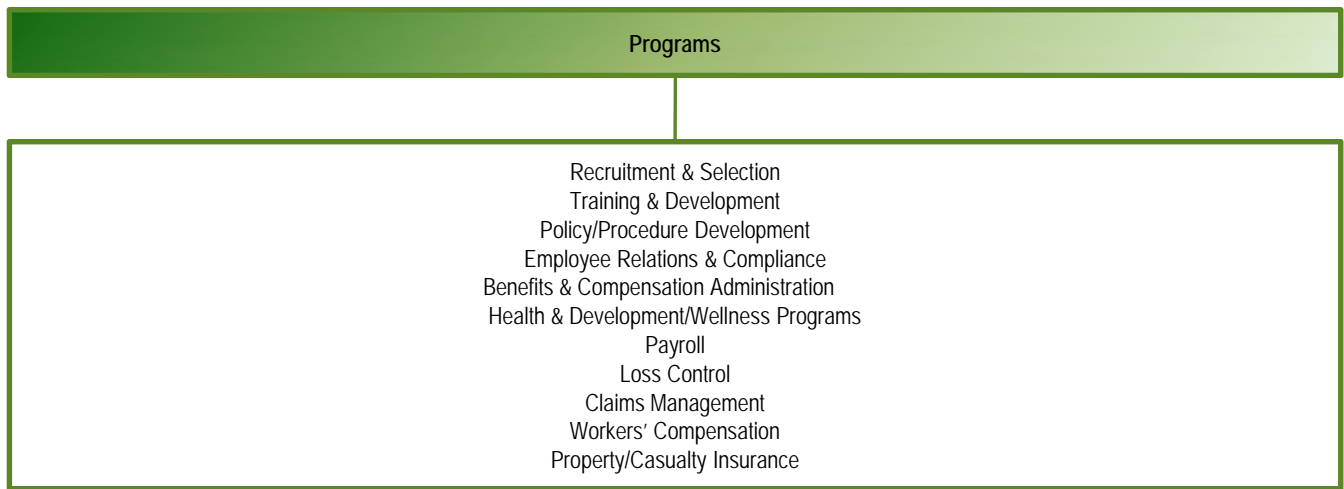 Programs
Recruitment & Selection
Training & Development
Policy/Procedure Development
Employee Relations & Compliance
Benefits & Compensation Administration
Health & Development/Wellness Programs
Payroll
Loss Control
Claims Management
Workers’ Compensation
Property/Casualty Insurance